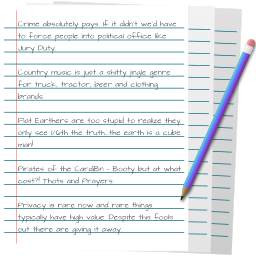 Crime absolutely pays. If it didn't we'd have
to force people into political office like
Jury Duty.
Country music is just a shitty jingle genre
for truck, tractor, beer and clothing
brands.
Flat Earthers are too stupid to realize they
only see 1/6th the truth...the earth is a cube
man!
Pirates of the CardiBn - Booty but at what
cost?! Thots and Prayers.
Privacy is rare now and rare things
typically have high value. Despite this fools
out there are giving it away.